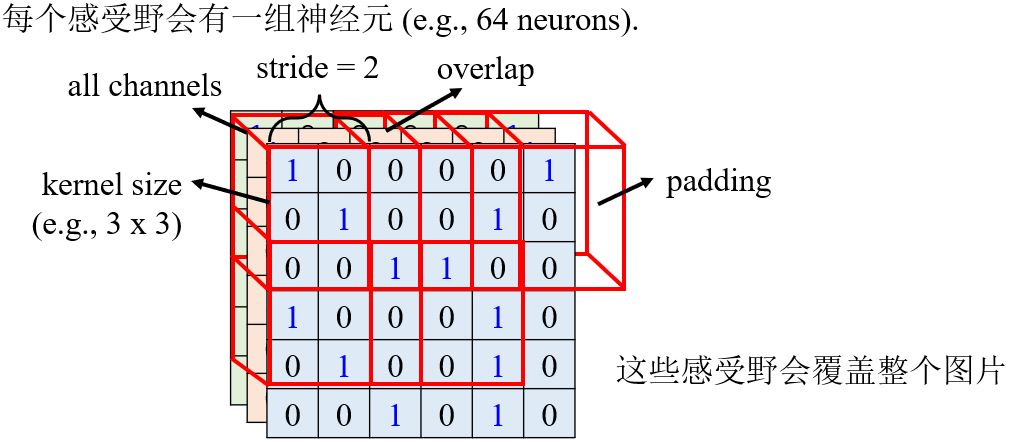 每个感受野会有一组神经元 (e.g., 64 neurons).
stride = 2
overlap
all channels
kernel size
(e.g., 3 x 3)
padding
1 0 0 0 0 1
0 1 0 0 1 0
0 0 1 1 0 0
1 0 0 0 1 0
0 1 0 0 1 0
0 0 1 0 1 0
这些感受野会覆盖整个图片